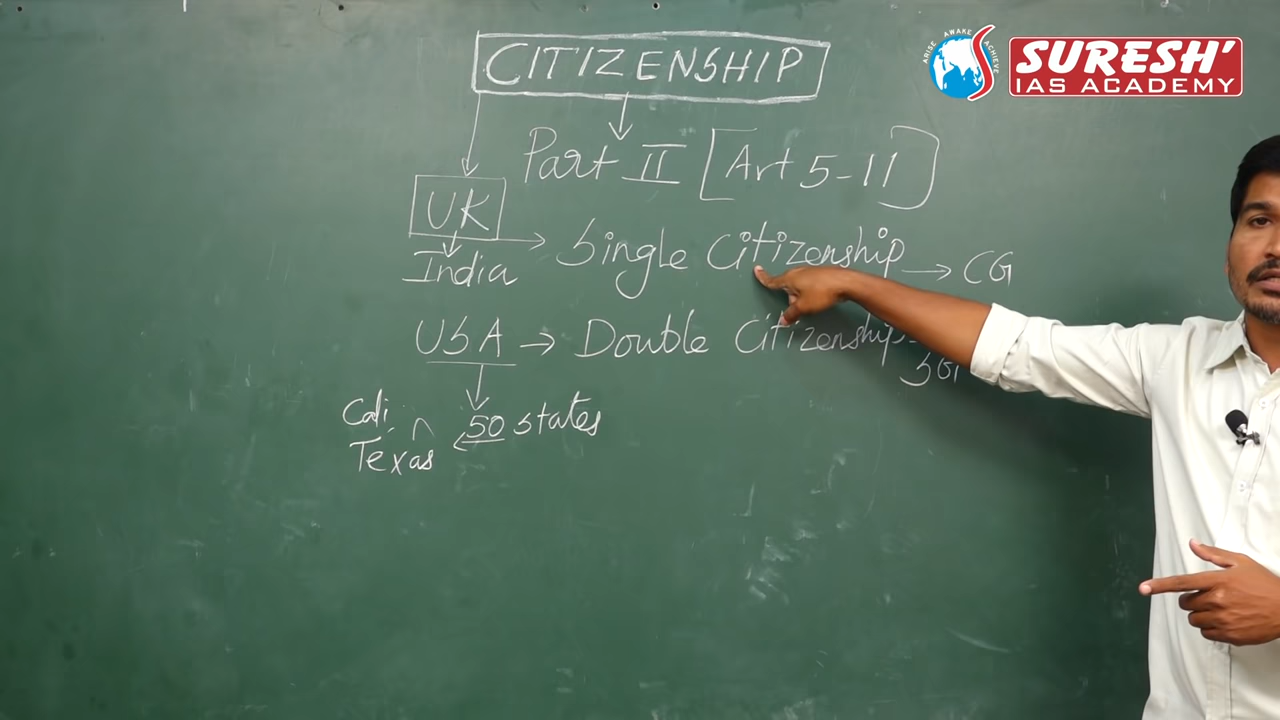 ARISE AWAKE ACHIEVE
SURESH'
IAS ACADEMY
CITIZENSHIP
Part II [Art 5-11]
UK
India → Single Citizenship → CG
USA → Double Citizenship
SG
50 states
Cali
Texas